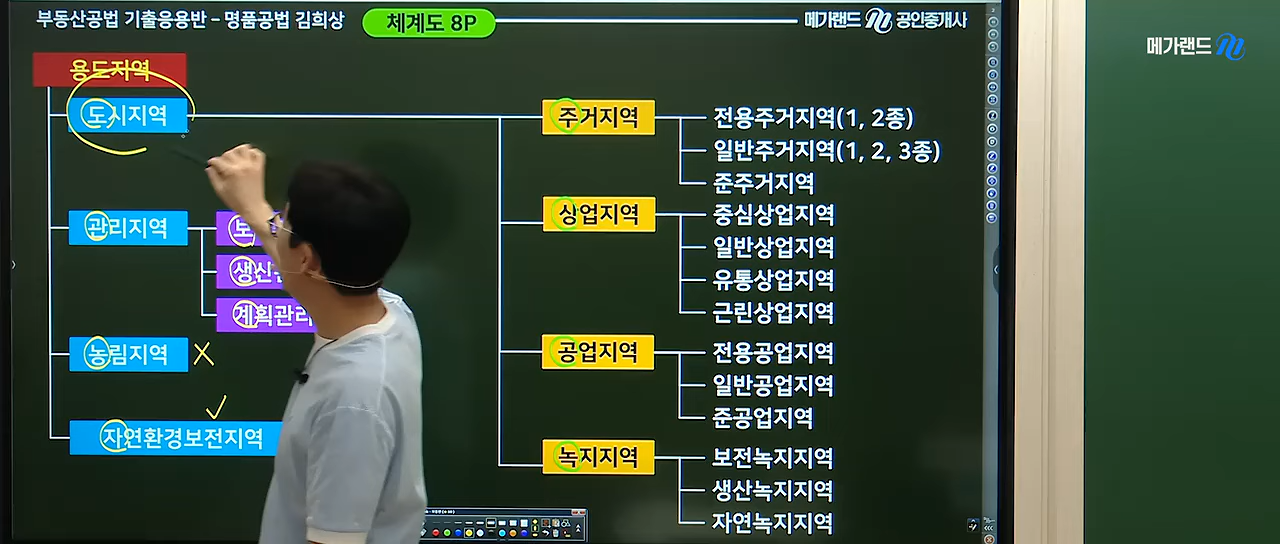 부동산공법 기출응용반 – 명품공법 김희상
체계도 8P
메가랜드 공인중개사
메가랜드
용도지역
도시지역
관리지역
생산
계획관리
농림지역
자연환경보전지역
주거지역
전용주거지역(1, 2종)
일반주거지역(1, 2, 3종)
준주거지역
상업지역
중심상업지역
일반상업지역
유통상업지역
근린상업지역
공업지역
전용공업지역
일반공업지역
준공업지역
녹지지역
보전녹지지역
생산녹지지역
자연녹지지역